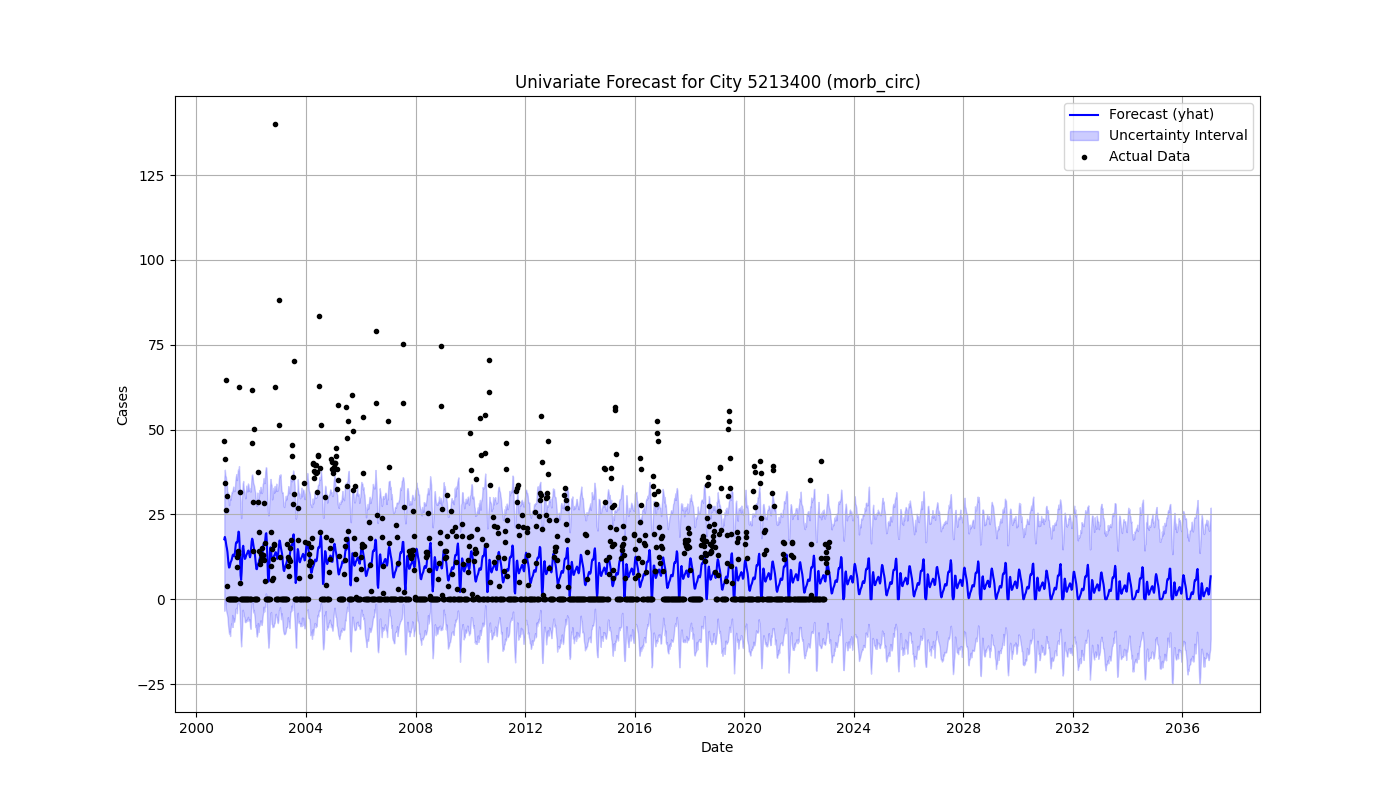 Univariate Forecast for City 5213400 (morb_circ)
Forecast (yhat)
Uncertainty Interval
Actual Data
Cases
125
100
75
50
25
0
−25
2000 2004 2008 2012 2016 2020 2024 2028 2032 2036
Date